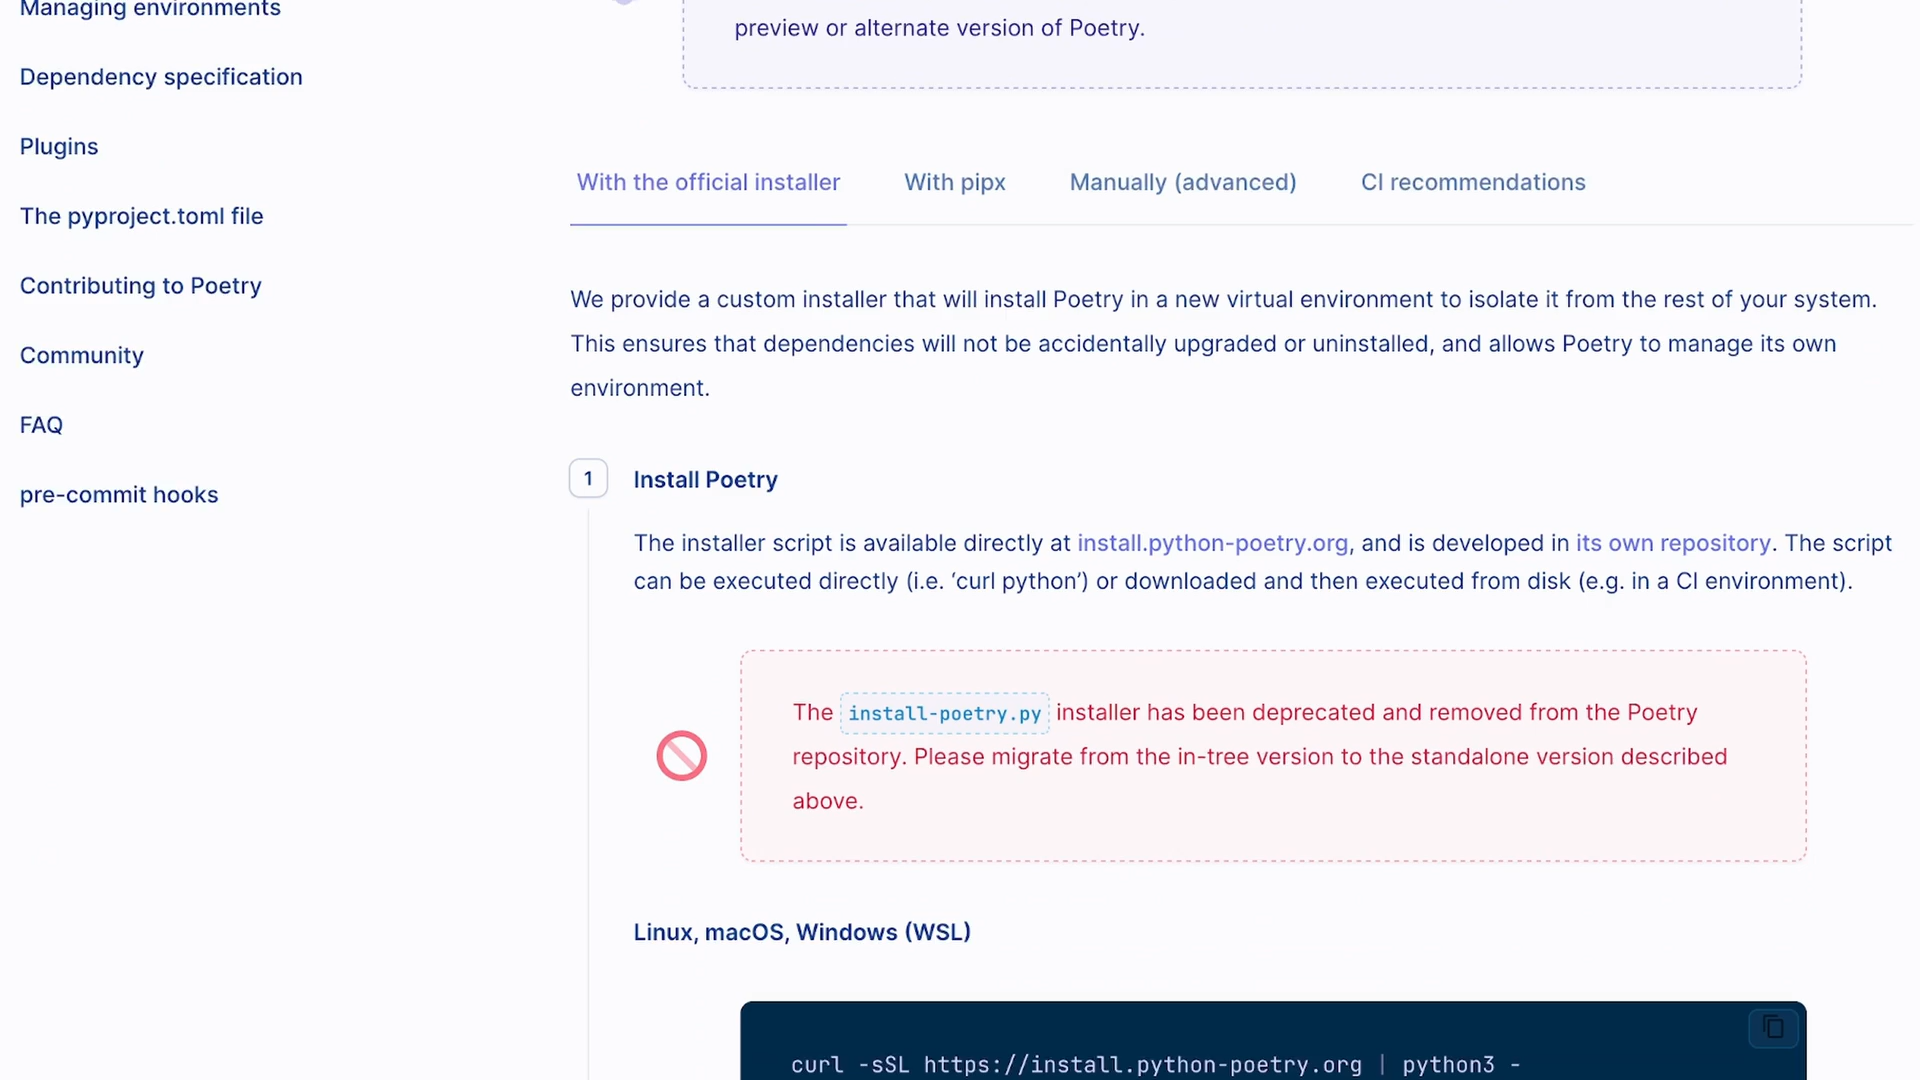 Managing environments
Dependency specification
Plugins
The pyproject.toml file
Contributing to Poetry
Community
FAQ
pre-commit hooks
preview or alternate version of Poetry.
With the official installer
With pipx
Manually (advanced)
CI recommendations
We provide a custom installer that will install Poetry in a new virtual environment to isolate it from the rest of your system.
This ensures that dependencies will not be accidentally upgraded or uninstalled, and allows Poetry to manage its own
environment.
1
Install Poetry
The installer script is available directly at install.python-poetry.org, and is developed in its own repository. The script
can be executed directly (i.e. ‘curl python’) or downloaded and then executed from disk (e.g. in a CI environment).
The install-poetry.py installer has been deprecated and removed from the Poetry
repository. Please migrate from the in-tree version to the standalone version described
above.
Linux, macOS, Windows (WSL)
curl -sSL https://install.python-poetry.org | python3 -